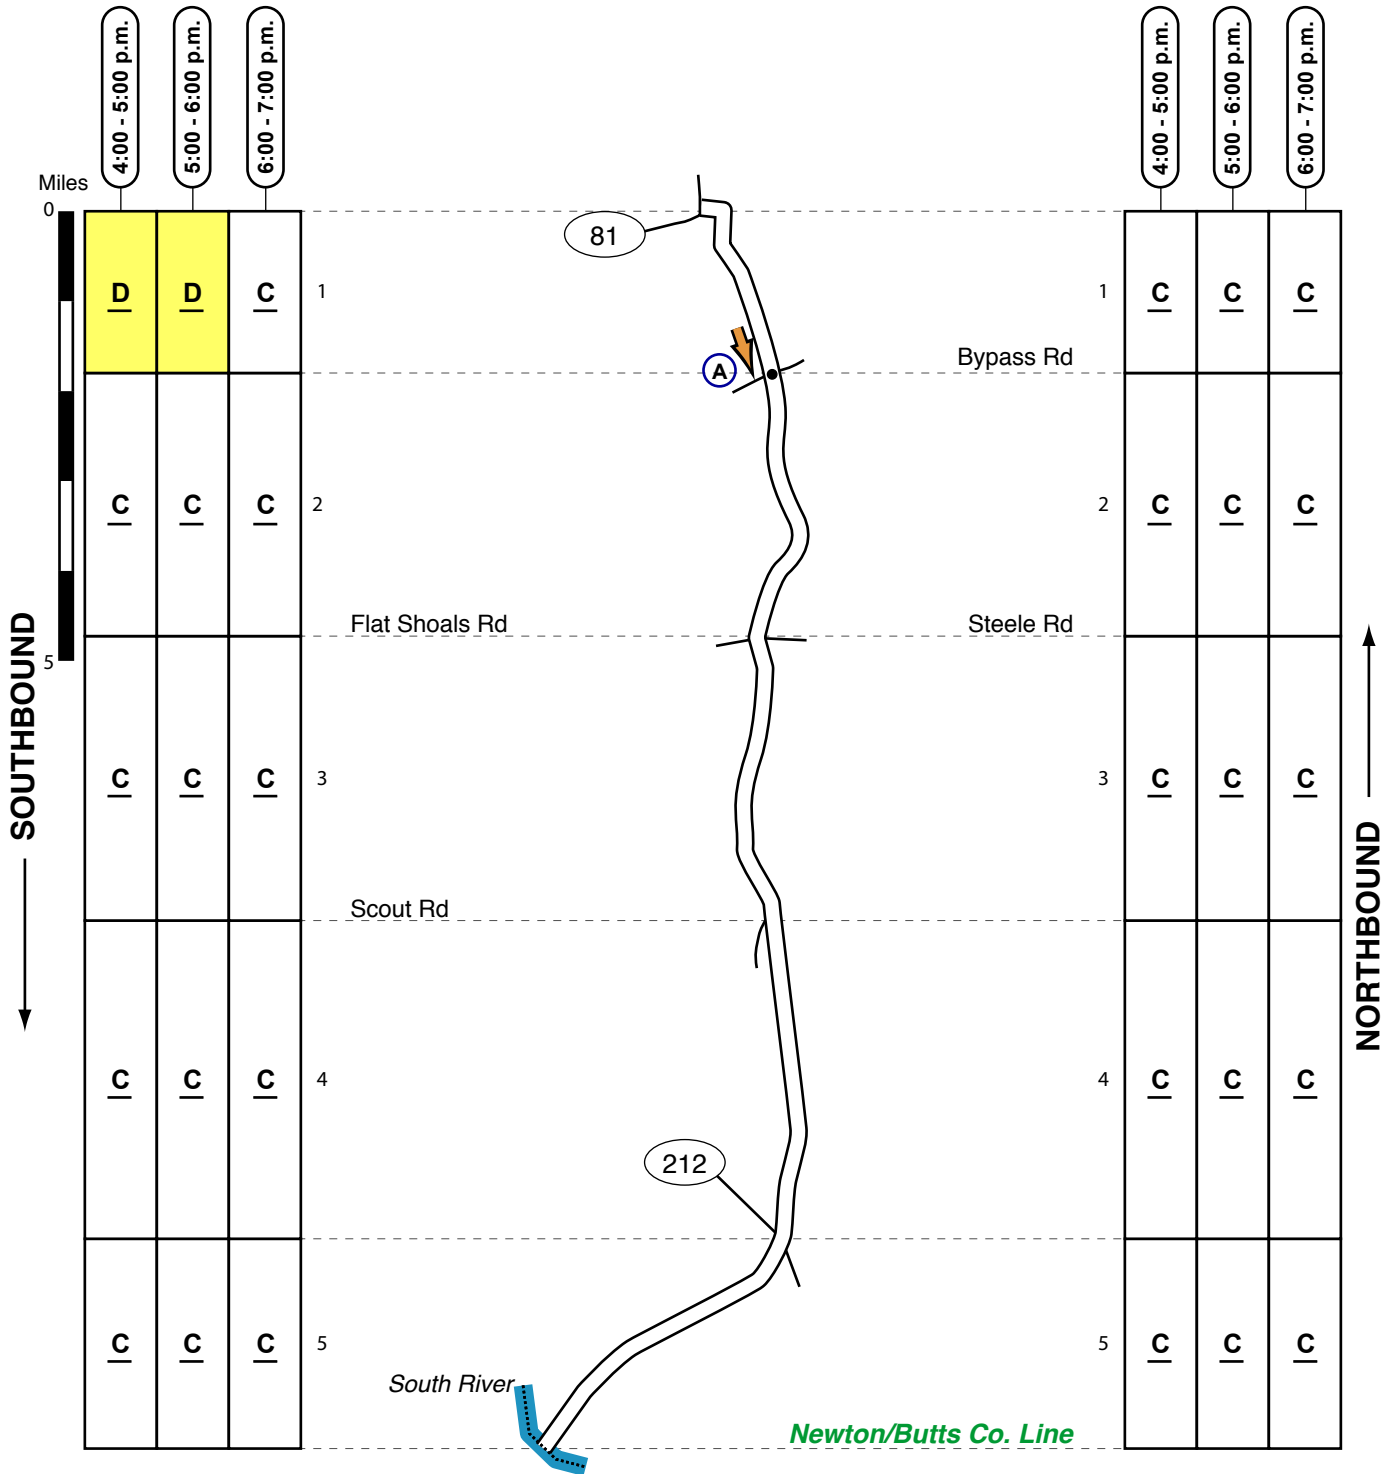 4:00 - 5:00 p.m.
5:00 - 6:00 p.m.
6:00 - 7:00 p.m.
4:00 - 5:00 p.m.
5:00 - 6:00 p.m.
6:00 - 7:00 p.m.
Miles
0
81
D D C 1
1 C C C
Bypass Rd
A
C C C 2
2 C C C
SOUTHBOUND
Flat Shoals Rd
Steele Rd
5
C C C 3
3 C C C
NORTHBOUND
Scout Rd
C C C 4
4 C C C
212
C C C 5
5 C C C
South River
Newton/Butts Co. Line